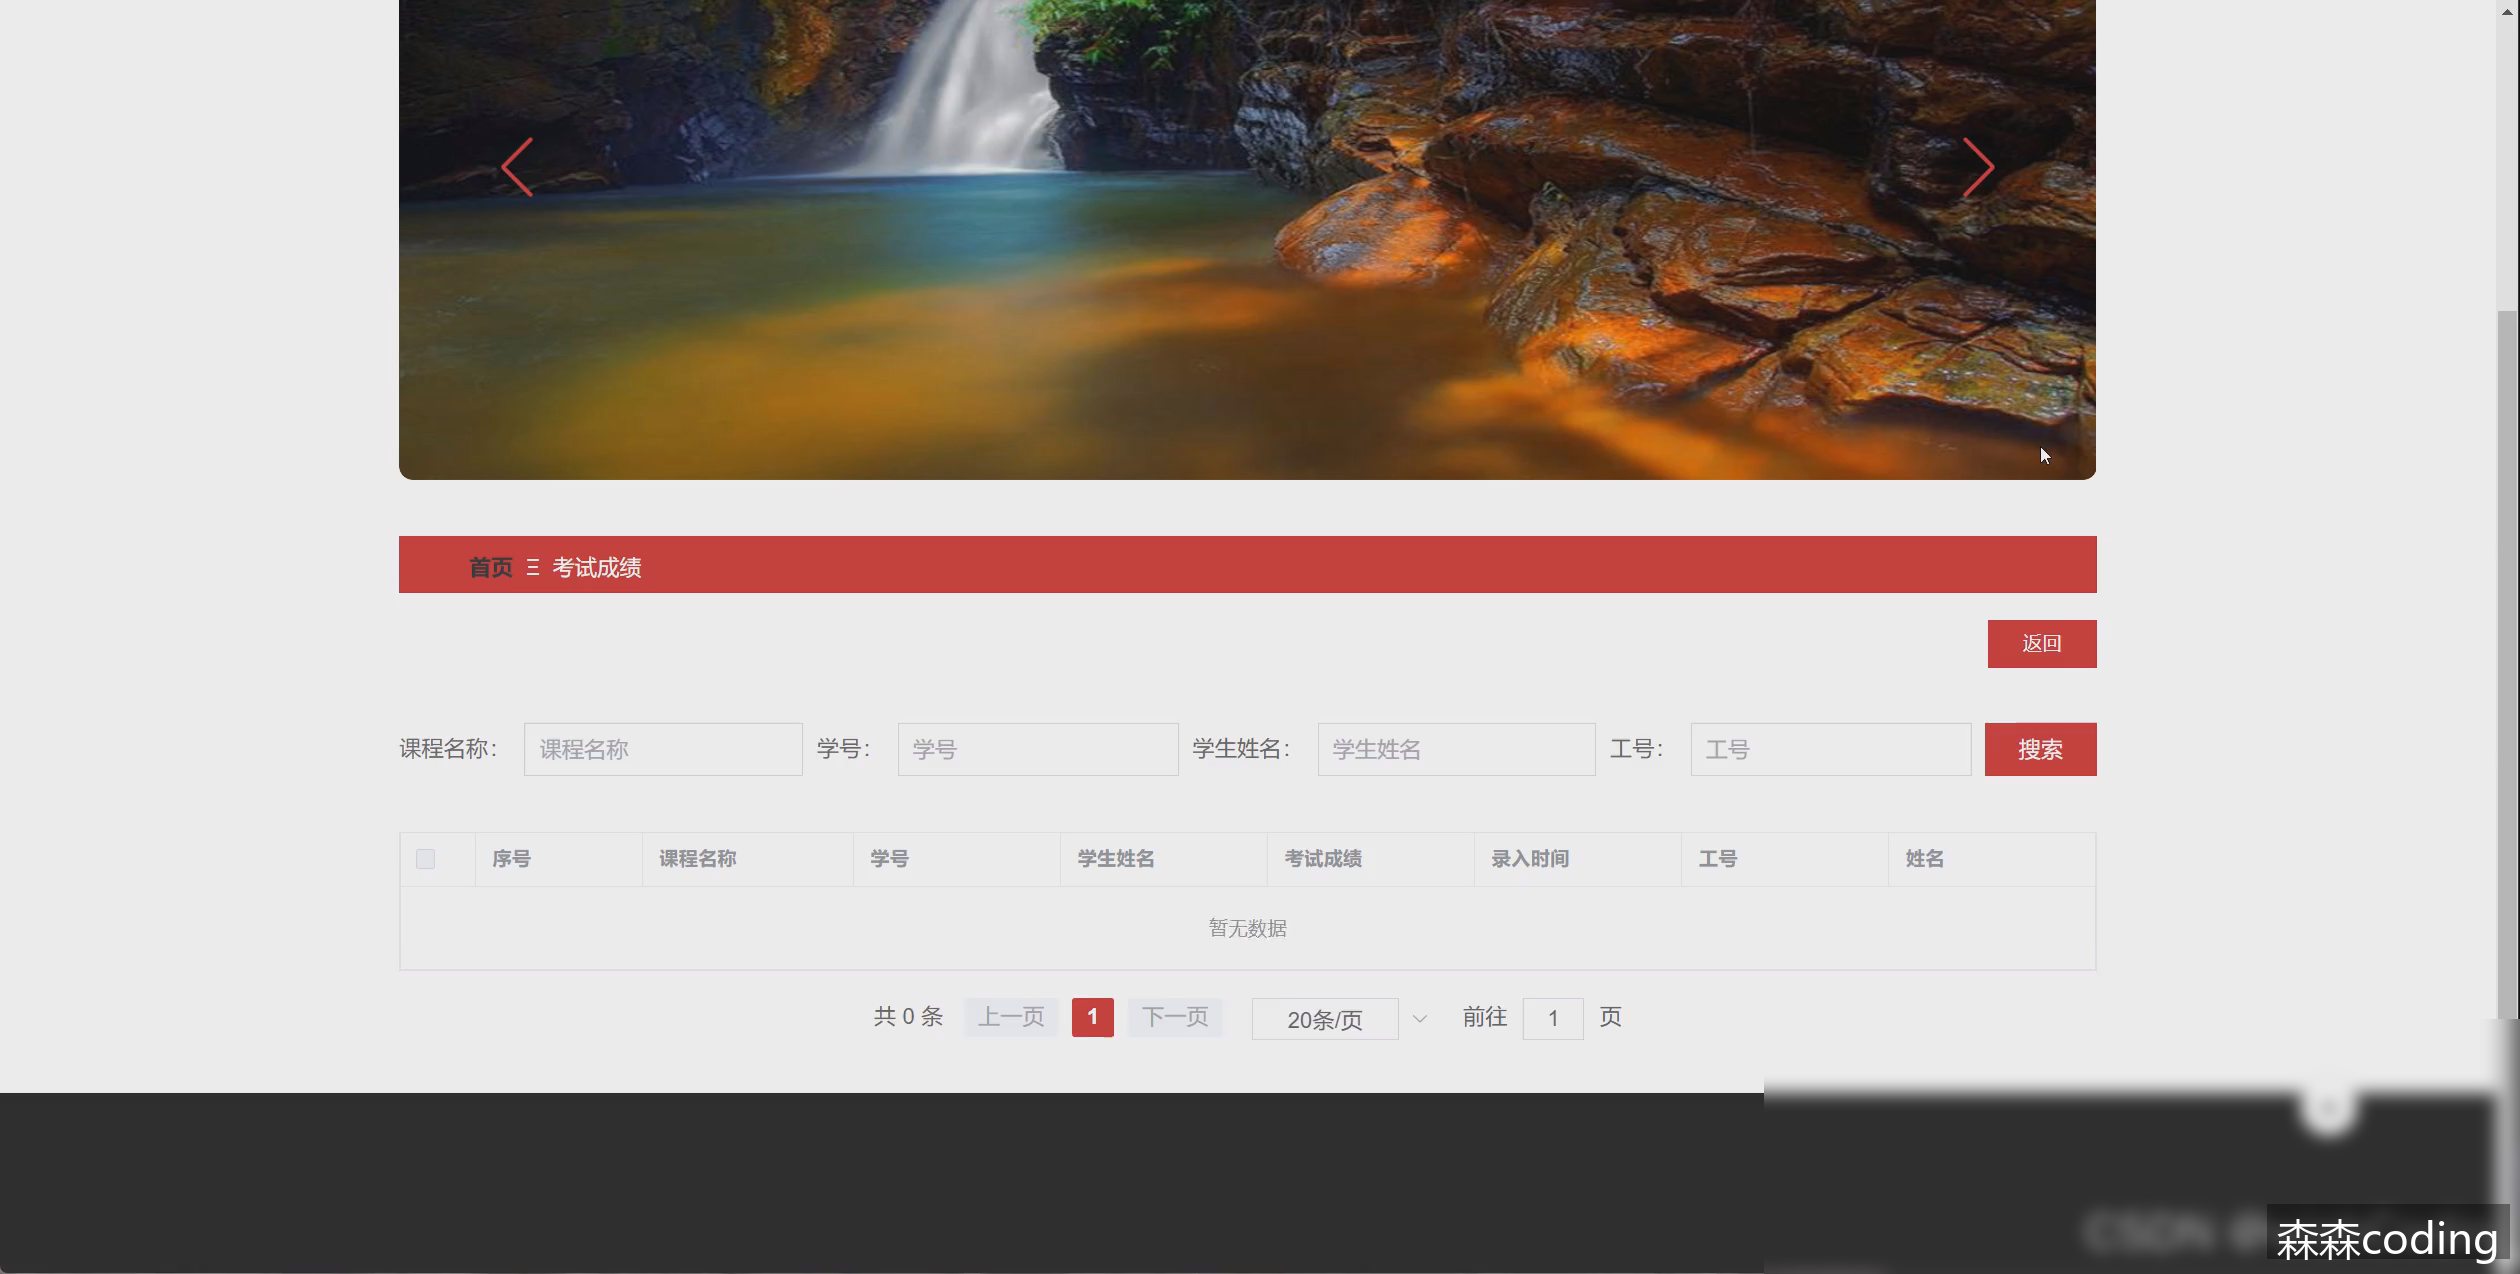 首页 Ξ 考试成绩
返回
课程名称： 课程名称 学号： 学号 学生姓名： 学生姓名 工号： 工号 搜索
序号 课程名称 学号 学生姓名 考试成绩 录入时间 工号 姓名
暂无数据
共 0 条 上一页 1 下一页 20条/页 前往 1 页
CSDN @
森森coding